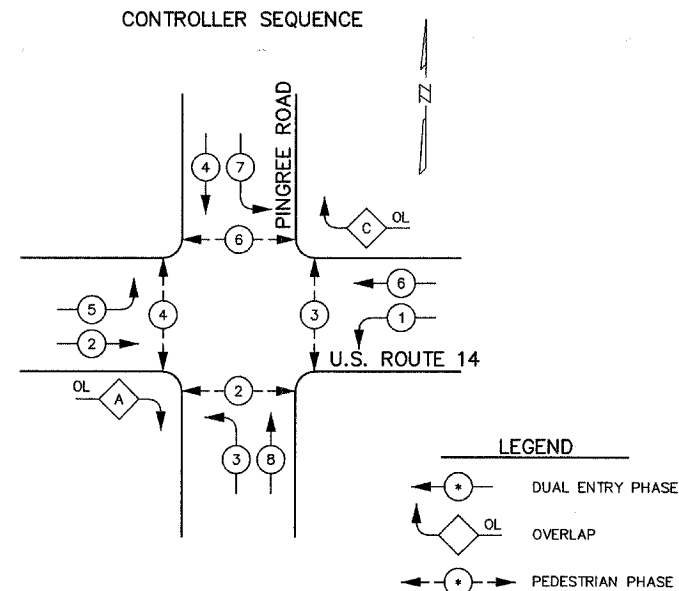 CONTROLLER SEQUENCE
N
PINGREE ROAD
4
7
6
C
OL
5
2
4
3
6
1
U.S. ROUTE 14
OL
A
2
3
8
LEGEND
*
DUAL ENTRY PHASE
OL
OVERLAP
*
PEDESTRIAN PHASE